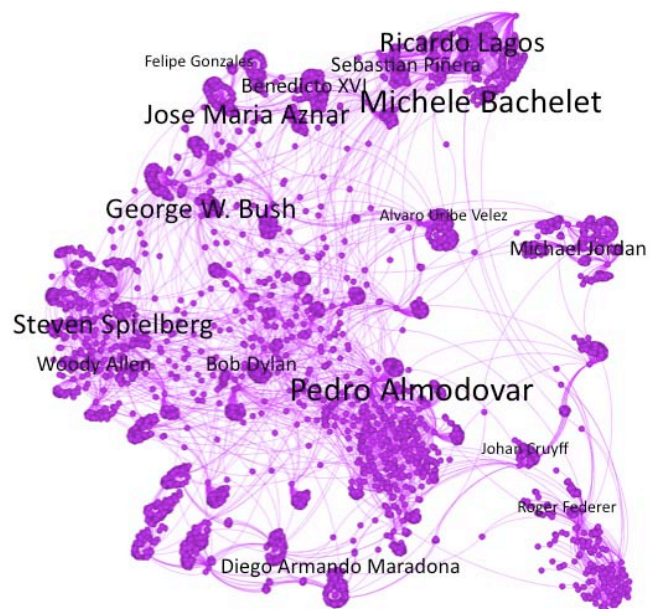 Ricardo Lagos
Felipe Gonzales
Sebastian Piñera
Benedicto XVI
Michele Bachelet
Jose Maria Aznar
George W. Bush
Alvaro Uribe Velez
Michael Jordan
Steven Spielberg
Woody Allen
Bob Dylan
Pedro Almodovar
Johan Cruyff
Roger Federer
Diego Armando Maradona